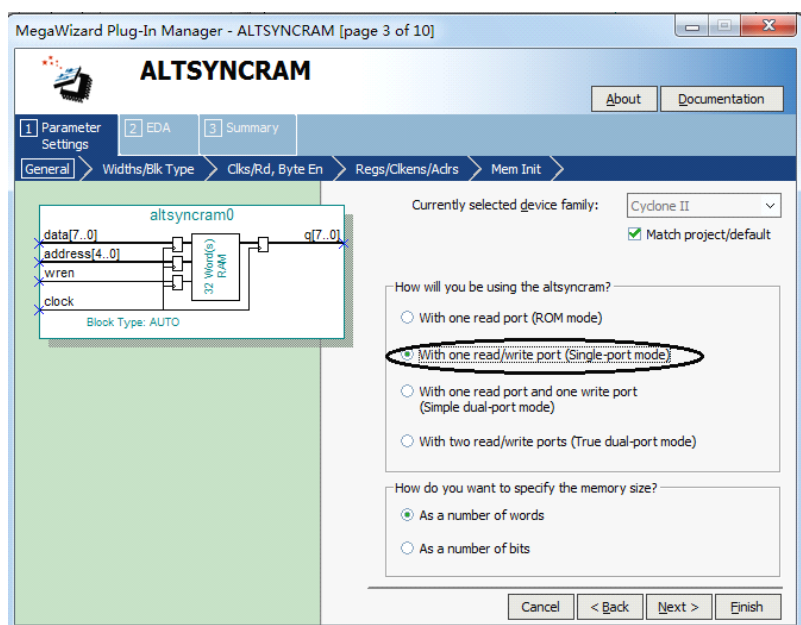 MegaWizard Plug-In Manager - ALTSYNCRAM [page 3 of 10]
ALTSYNCRAM
About
Documentation
1 Parameter Settings
2 EDA
3 Summary
General
Widths/Blk Type
Clks/Rd, Byte En
Regs/Clkens/Adrs
Mem Init
altsyncram0
data[7..0]
q[7..0]
address[4..0]
wren
32 Word(s)
RAM
clock
Block Type: AUTO
Currently selected device family:
Cyclone II
Match project/default
How will you be using the altsyncram?
With one read port (ROM mode)
With one read/write port (Single-port mode)
With one read port and one write port
(Simple dual-port mode)
With two read/write ports (True dual-port mode)
How do you want to specify the memory size?
As a number of words
As a number of bits
Cancel
< Back
Next >
Finish